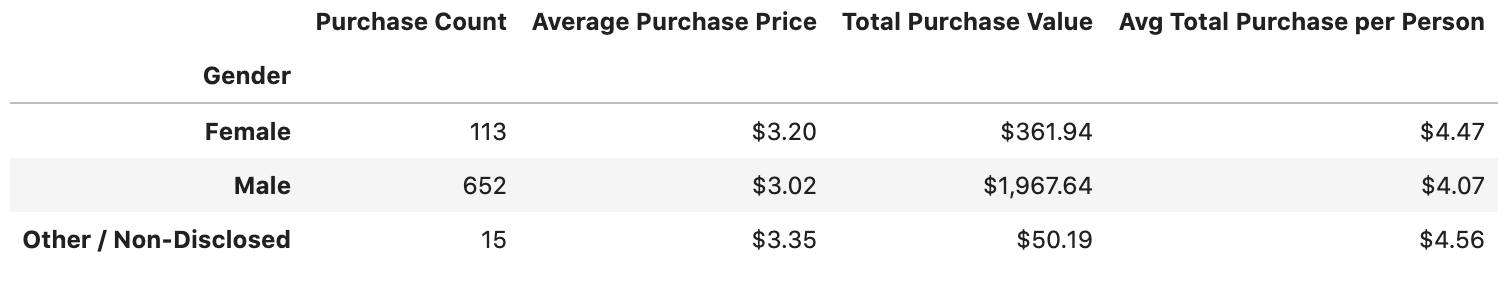 Purchase Count Average Purchase Price Total Purchase Value Avg Total Purchase per Person
Gender
Female 113 $3.20 $361.94 $4.47
Male 652 $3.02 $1,967.64 $4.07
Other / Non-Disclosed 15 $3.35 $50.19 $4.56